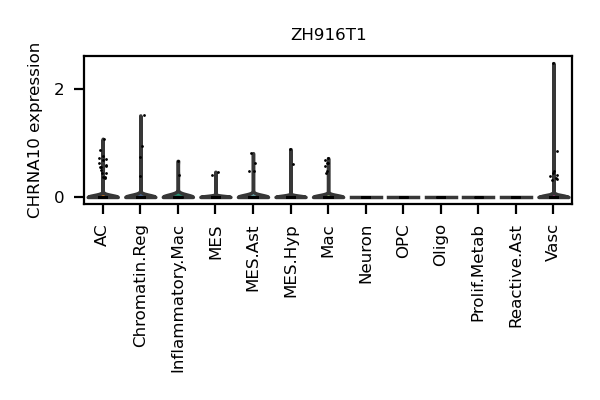 ZH916T1
CHRNA10 expression
2
0
AC
Chromatin.Reg
Inflammatory.Mac
MES
MES.Ast
MES.Hyp
Mac
Neuron
OPC
Oligo
Prolif.Metab
Reactive.Ast
Vasc